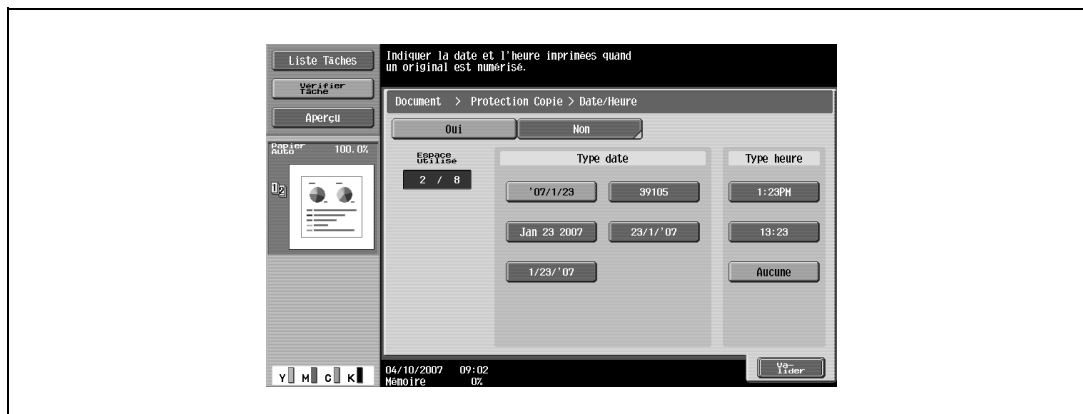 Liste Tâches
Vérifier
Tâche
Aperçu
Papier
Auto 100.0%
12
Y M C K
Indiquer la date et l'heure imprimées quand
un original est numérisé.
Document > Protection Copie > Date/Heure
Oui Non
Espace
utilisé
2 / 8
Type date
'07/1/23 39105
Jan 23 2007 23/1/'07
1/23/'07
Type heure
1:23PM
13:23
Aucune
04/10/2007 09:02
Mémoire 0%
Va-
lider